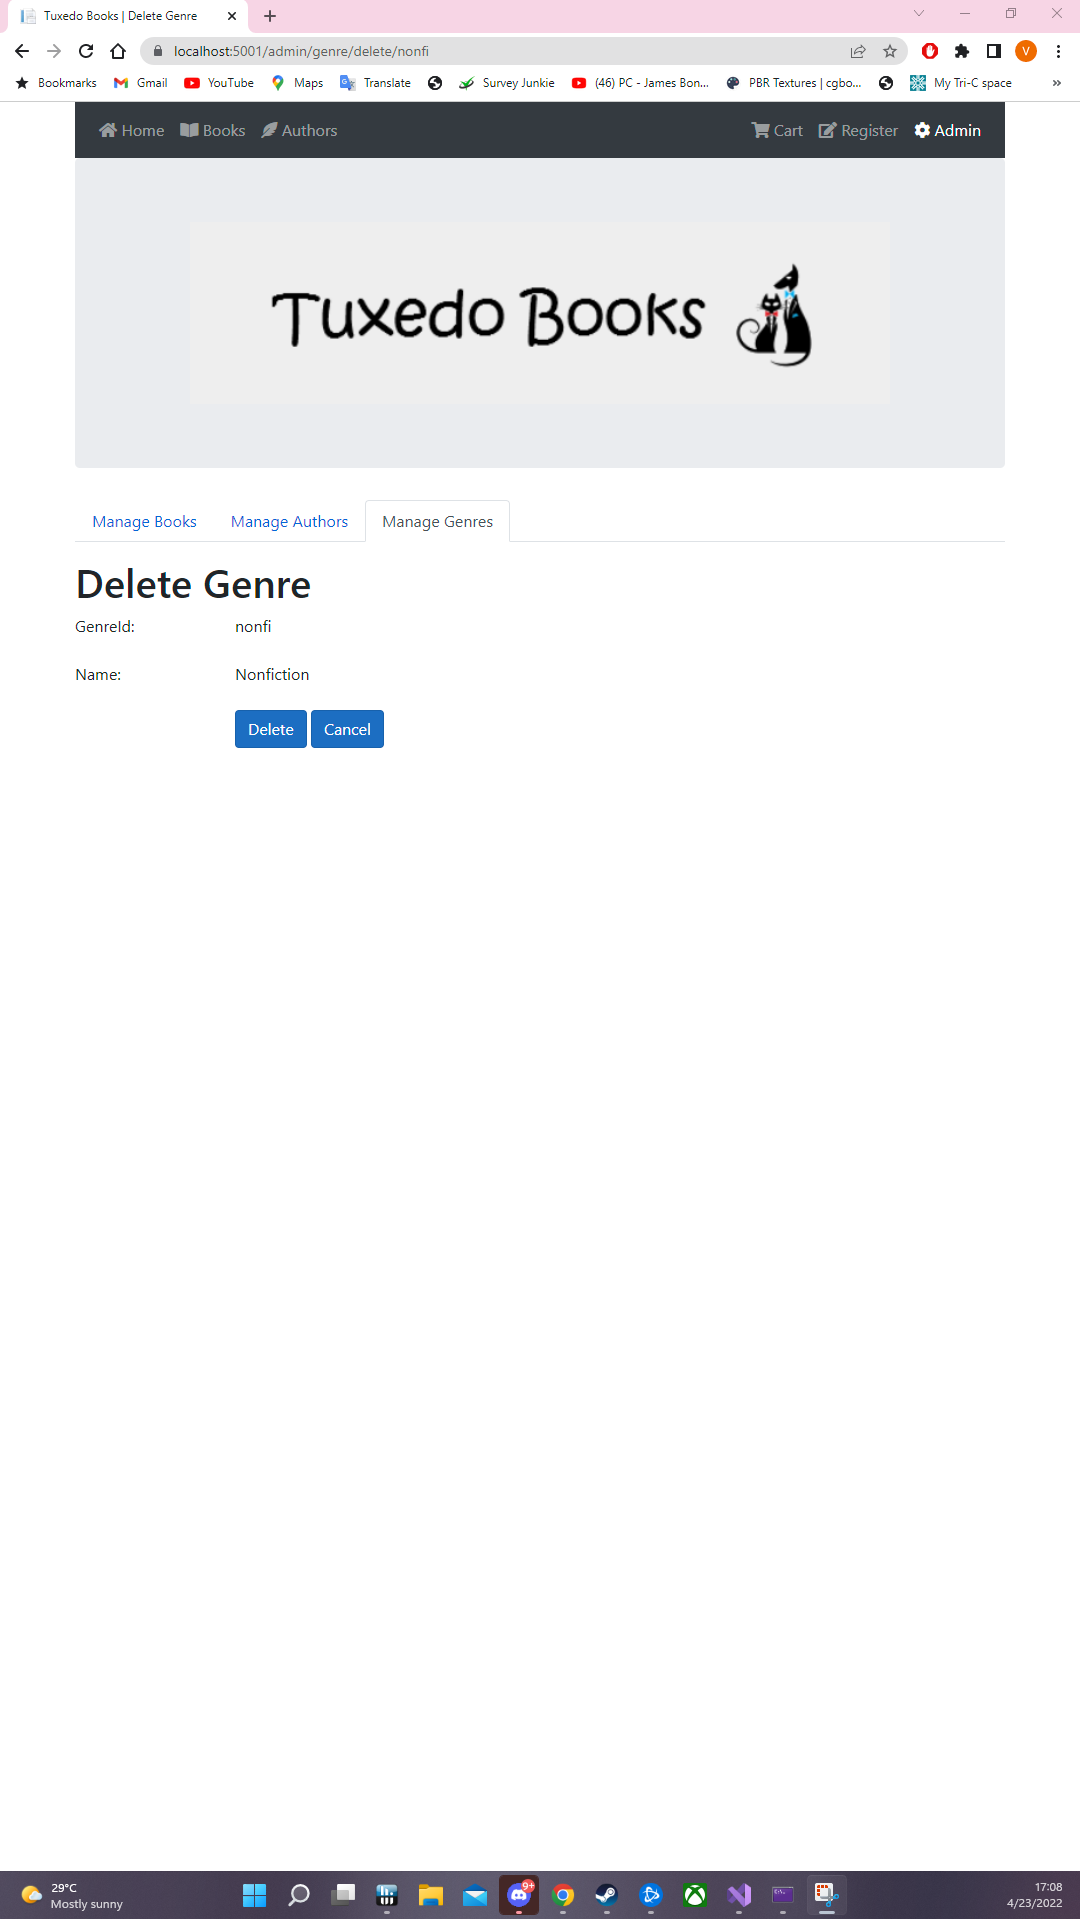 Tuxedo Books | Delete Genre
localhost:5001/admin/genre/delete/nonfi
V
Bookmarks Gmail YouTube Maps Translate Survey Junkie (46) PC - James Bon... PBR Textures | cgbo... My Tri-C space »
Home Books Authors Cart Register Admin
Tuxedo Books
Manage Books Manage Authors Manage Genres
Delete Genre
GenreId: nonfi
Name: Nonfiction
Delete Cancel
29°C
Mostly sunny
9+
17:08
4/23/2022